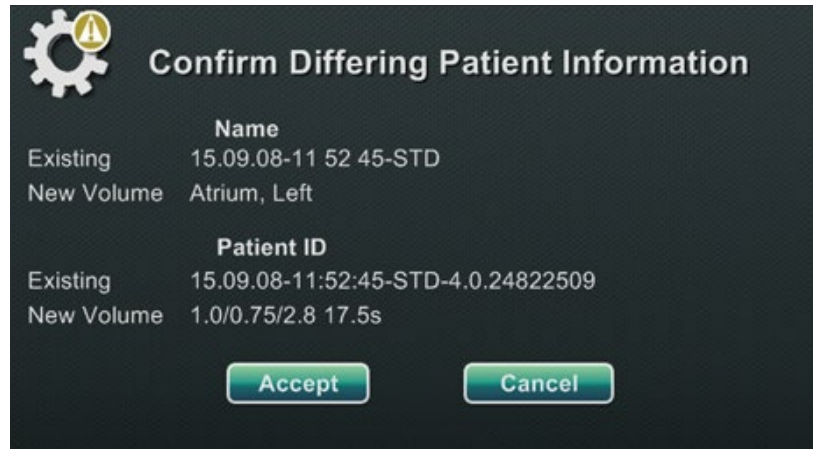 Confirm Differing Patient Information
Name
Existing 15.09.08-11 52 45-STD
New Volume Atrium, Left
Patient ID
Existing 15.09.08-11:52:45-STD-4.0.24822509
New Volume 1.0/0.75/2.8 17.5s
Accept Cancel